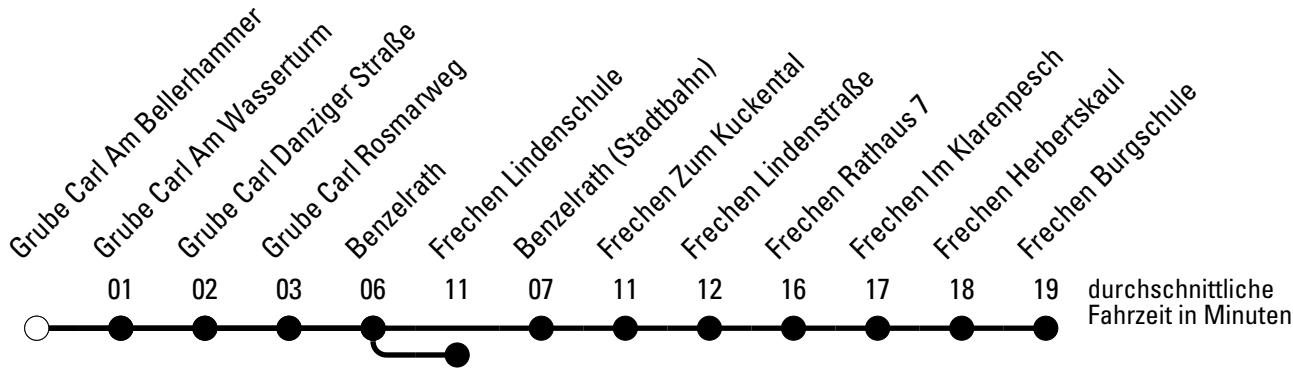 Grube Carl Am Bellerhammer
Grube Carl Am Wasserturm
Grube Carl Danziger Straße
Grube Carl Rosmarweg
Benzelrath
Frechen Lindenschule
Benzelrath (Stadtbahn)
Frechen Zum Kuckental
Frechen Lindenstraße
Frechen Rathaus 7
Frechen Im Klarenpesch
Frechen Herbertskaul
Frechen Burgschule
01 02 03 06 11 07 11 12 16 17 18 19
durchschnittliche
Fahrzeit in Minuten